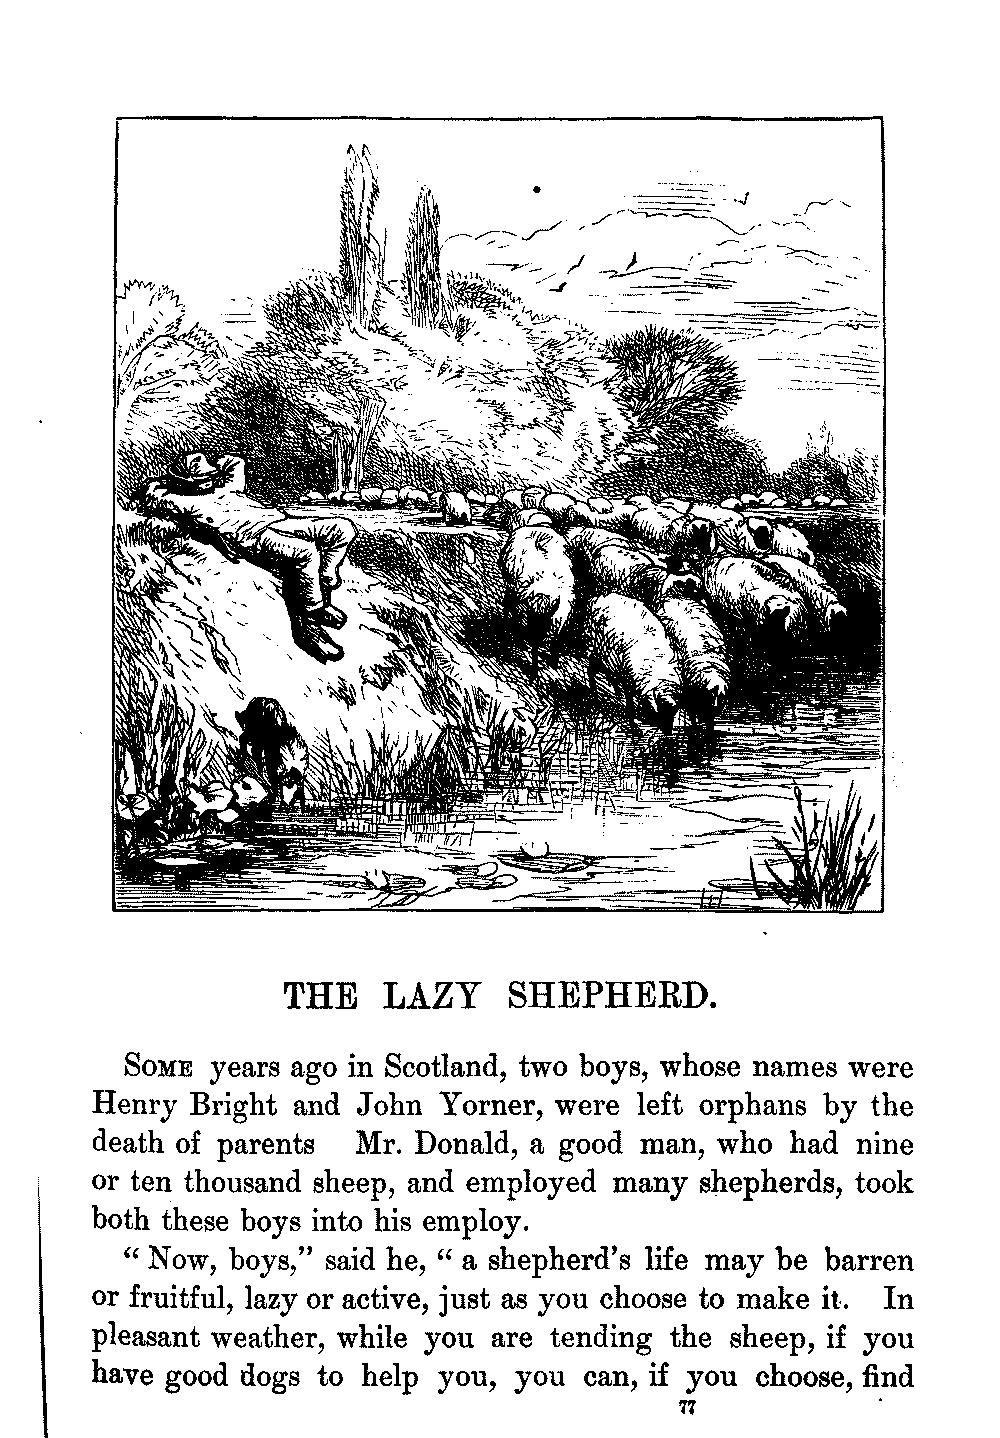 THE LAZY SHEPHERD.
SOME years ago in Scotland, two boys, whose names were
Henry Bright and John Yorner, were left orphans by the
death of parents Mr. Donald, a good man, who had nine
or ten thousand sheep, and employed many shepherds, took
both these boys into his employ.
“ Now, boys,” said he, “ a shepherd’s life may be barren
or fruitful, lazy or active, just as you choose to make it. In
pleasant weather, while you are tending the sheep, if you
have good dogs to help you, you can, if you choose, find
77